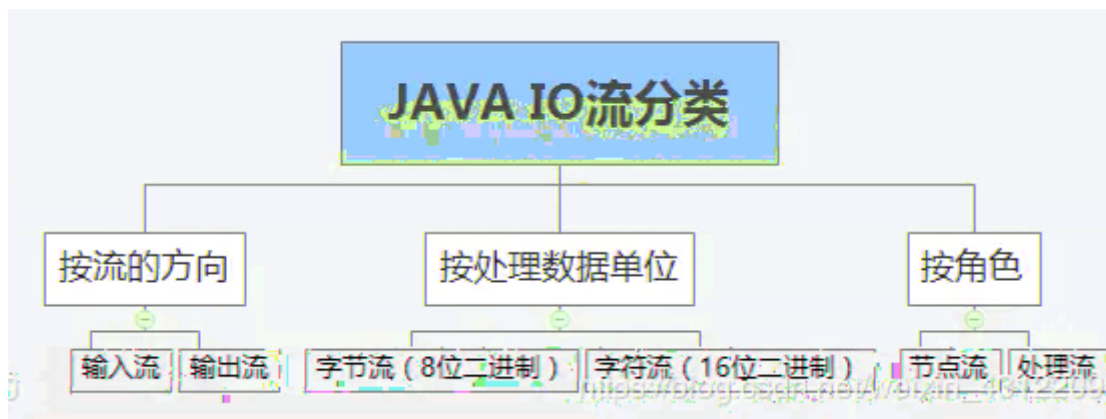 JAVA IO流分类
按流的方向
按处理数据单位
按角色
输入流
输出流
字节流（8位二进制）
字符流（16位二进制）
节点流
处理流